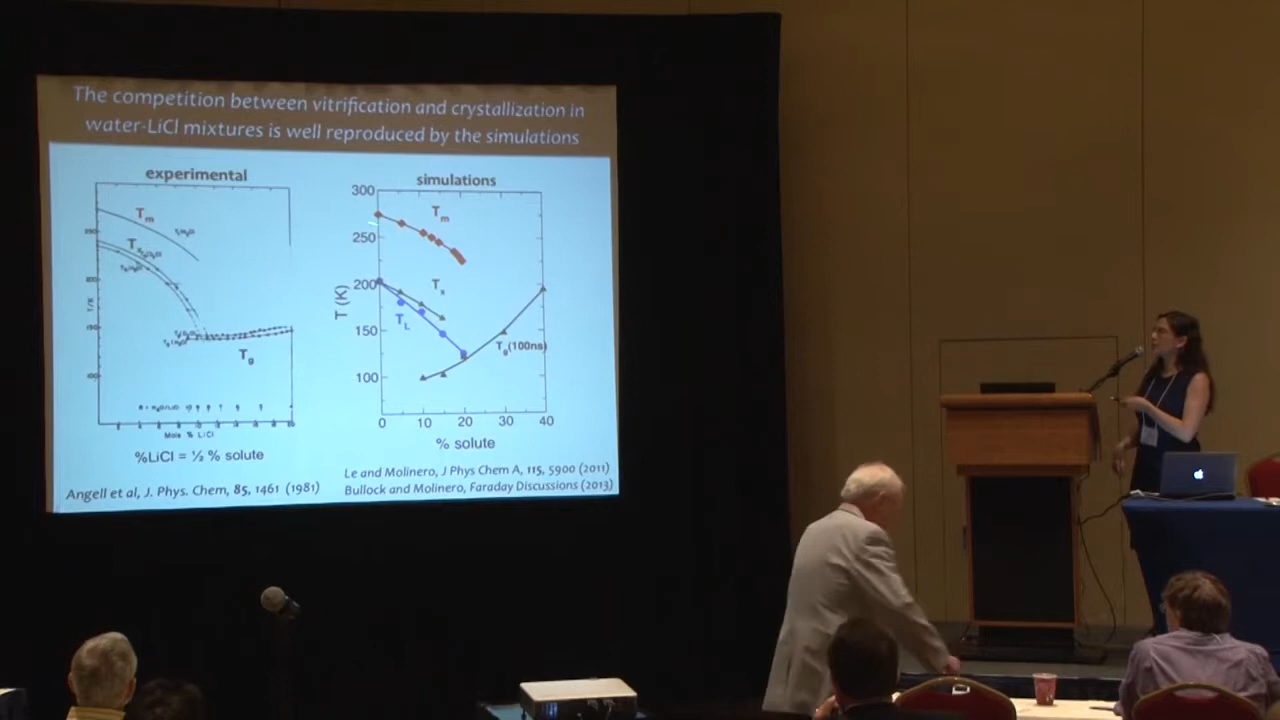 The competition between vitrification and crystallization in
water-LiCl mixtures is well reproduced by the simulations
experimental
Tm
Tx
Tg
Mole % LiCl
%LiCl = ½ % solute
Angell et al, J. Phys. Chem, 85, 1461 (1981)
simulations
300
250
200
150
100
T (K)
Tm
Tx
TL
Tg(100ns)
0 10 20 30 40
% solute
Le and Molinero, J Phys Chem A, 115, 5900 (2011)
Bullock and Molinero, Faraday Discussions (2013)